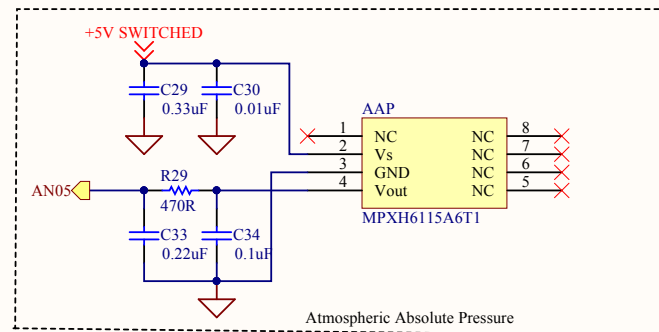 +5V SWITCHED
C29
0.33uF
C30
0.01uF
AAP
1 NC NC 8
2 Vs NC 7
3 GND NC 6
4 Vout NC 5
MPXH6115A6T1
AN05
R29
470R
C33
0.22uF
C34
0.1uF
Atmospheric Absolute Pressure